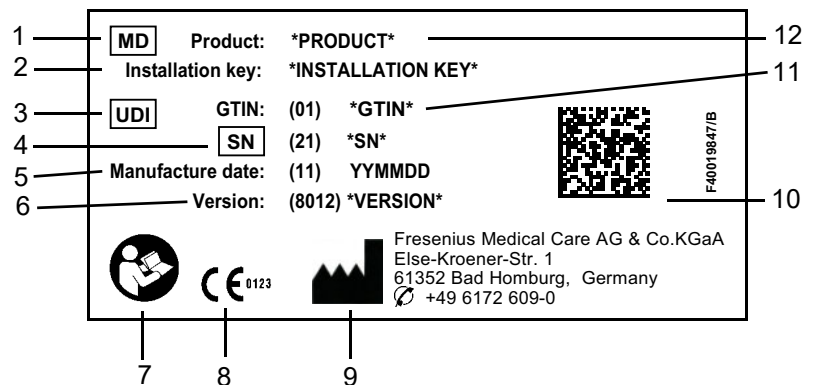 1 MD Product: *PRODUCT* 12
2 Installation key: *INSTALLATION KEY* 11
3 UDI GTIN: (01) *GTIN*
4 SN (21) *SN*
5 Manufacture date: (11) YYMMDD
6 Version: (8012) *VERSION* 10
F40019847/B
Fresenius Medical Care AG & Co.KGaA
Else-Kroener-Str. 1
61352 Bad Homburg, Germany
+49 6172 609-0
CE 0123
7 8 9